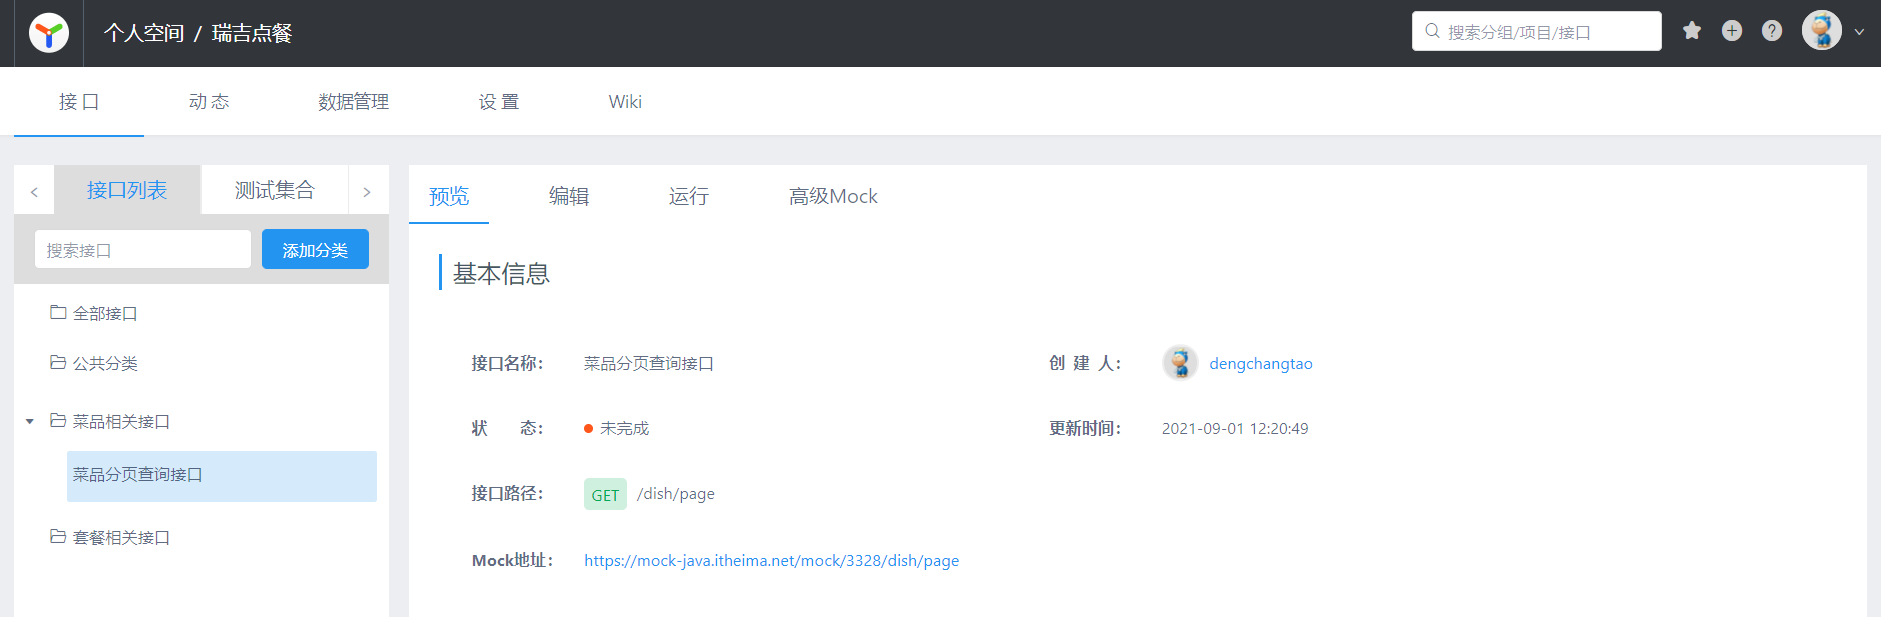 个人空间 / 瑞吉点餐
搜索分组/项目/接口
接 口
动 态
数据管理
设 置
Wiki
接口列表
测试集合
搜索接口
添加分类
全部接口
公共分类
菜品相关接口
菜品分页查询接口
套餐相关接口
预览
编辑
运行
高级Mock
基本信息
接口名称： 菜品分页查询接口
创 建 人： dengchangtao
状 态： 未完成
更新时间： 2021-09-01 12:20:49
接口路径： GET /dish/page
Mock地址： https://mock-java.itheima.net/mock/3328/dish/page